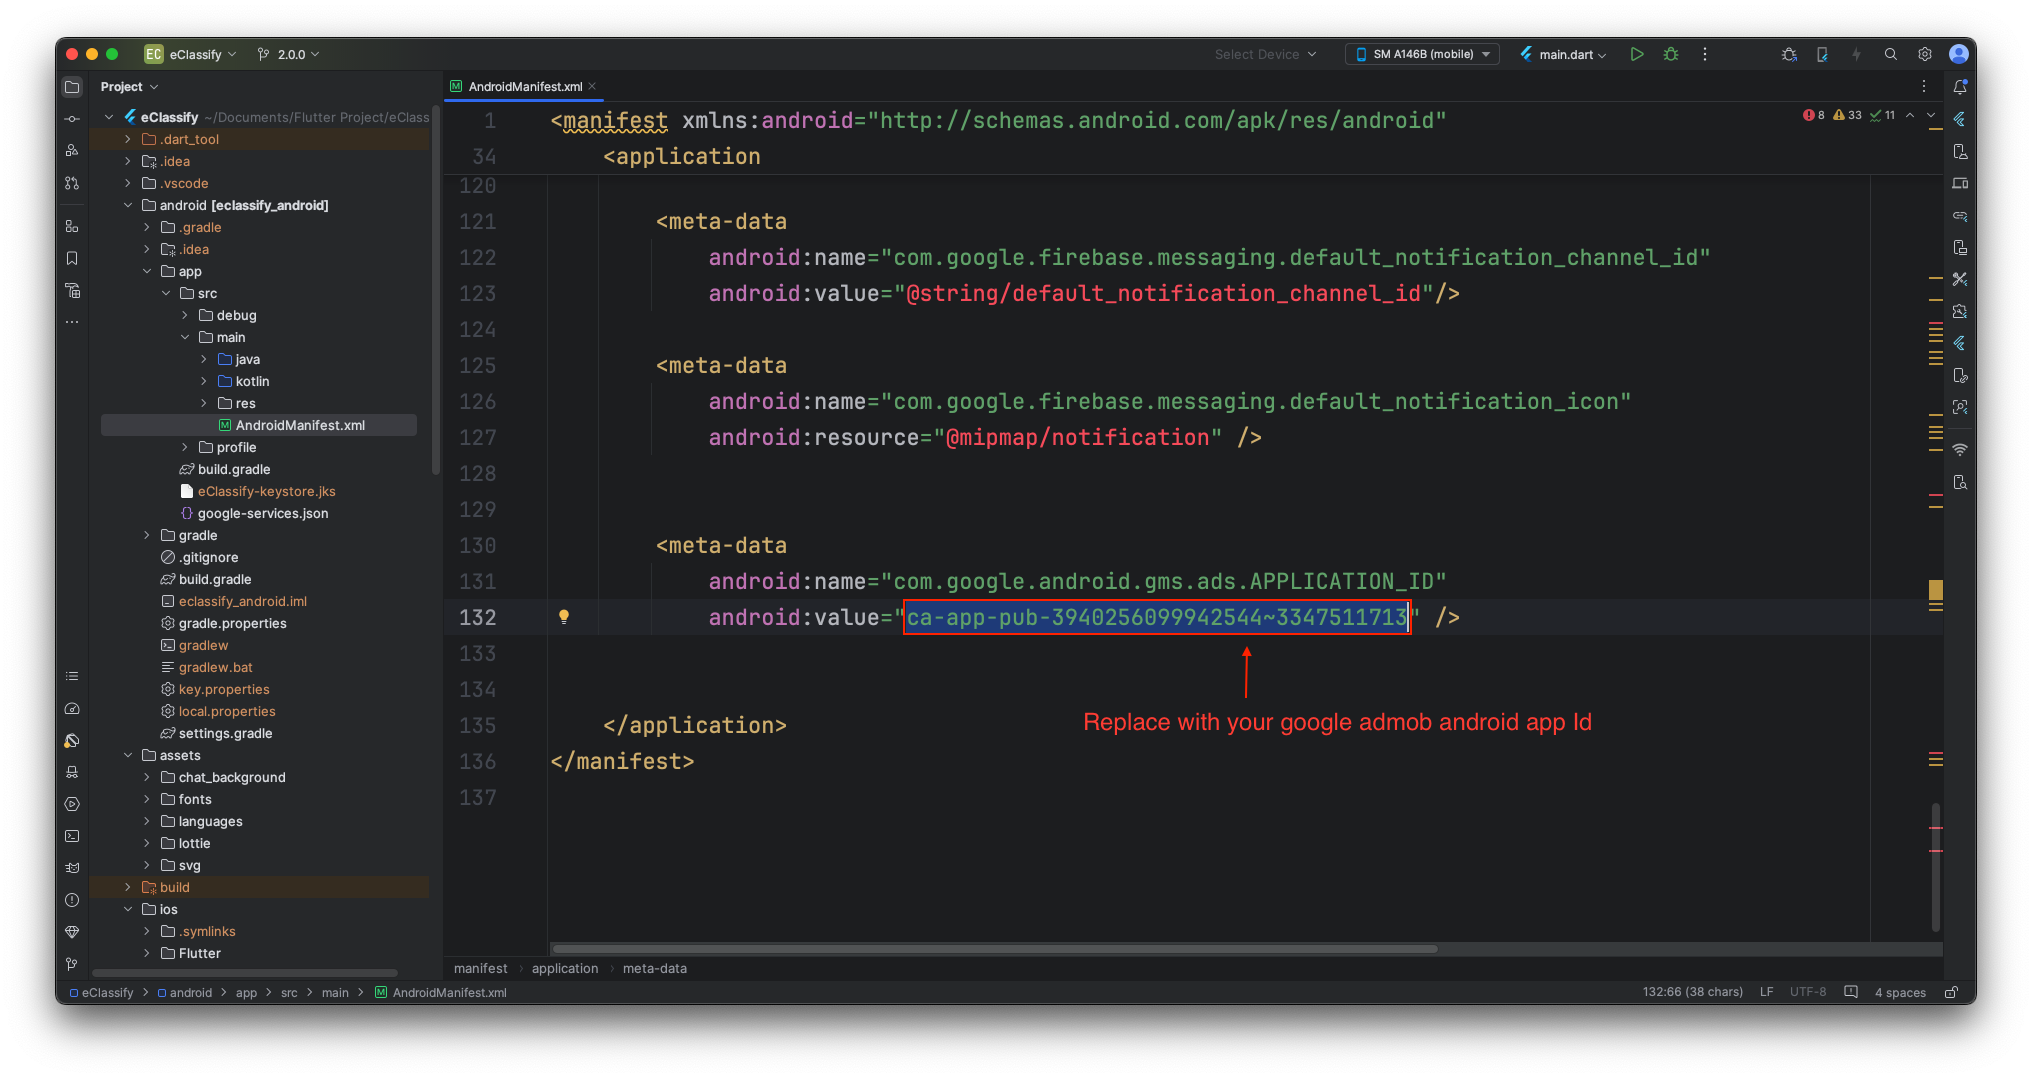 EC eClassify 2.0.0 Select Device SM A146B (mobile) main.dart
Project
AndroidManifest.xml
eClassify ~/Documents/Flutter Project/eClass
.dart_tool
.idea
.vscode
android [eclassify_android]
.gradle
.idea
app
src
debug
main
java
kotlin
res
AndroidManifest.xml
profile
build.gradle
eClassify-keystore.jks
google-services.json
gradle
.gitignore
build.gradle
eclassify_android.iml
gradle.properties
gradlew
gradlew.bat
key.properties
local.properties
settings.gradle
assets
chat_background
fonts
languages
lottie
svg
build
ios
.symlinks
Flutter
8 33 11
1 <manifest xmlns:android="http://schemas.android.com/apk/res/android"
34 <application
120
121 <meta-data
122 android:name="com.google.firebase.messaging.default_notification_channel_id"
123 android:value="@string/default_notification_channel_id"/>
124
125 <meta-data
126 android:name="com.google.firebase.messaging.default_notification_icon"
127 android:resource="@mipmap/notification" />
128
129
130 <meta-data
131 android:name="com.google.android.gms.ads.APPLICATION_ID"
132 android:value="ca-app-pub-3940256099942544~3347511713" />
133
134
Replace with your google admob android app Id
135 </application>
136 </manifest>
137
manifest › application › meta-data
eClassify > android > app > src > main > AndroidManifest.xml
132:66 (38 chars) LF UTF-8 4 spaces